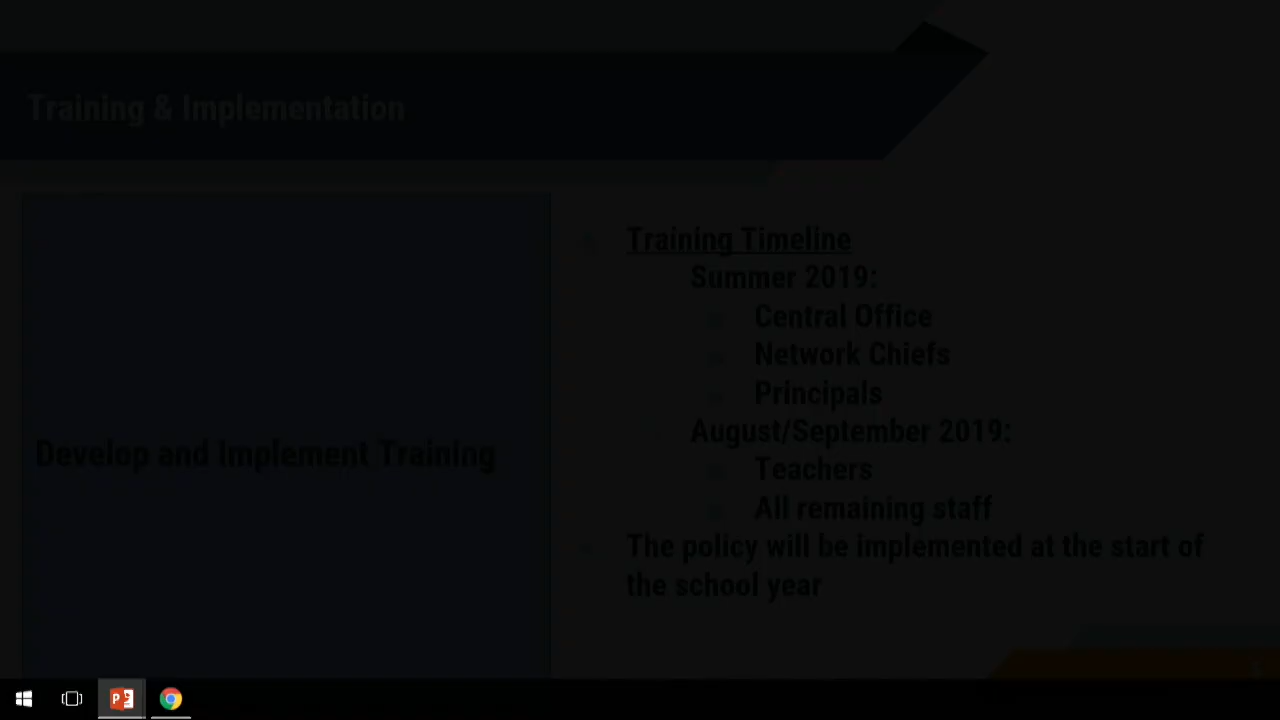 Training & Implementation
Develop and Implement Training
Training Timeline
Summer 2019:
Central Office
Network Chiefs
Principals
August/September 2019:
Teachers
All remaining staff
The policy will be implemented at the start of
the school year